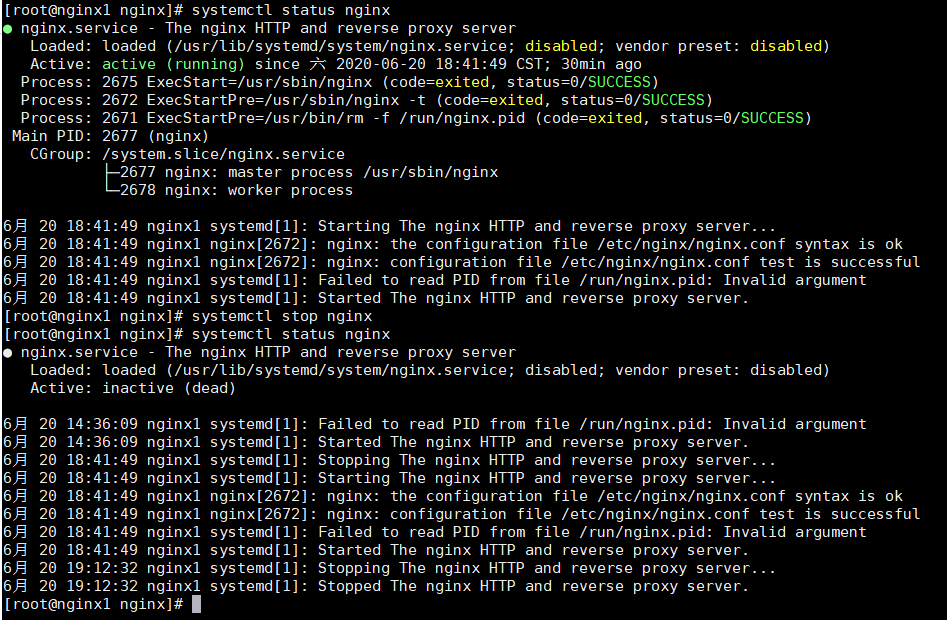 [root@nginx1 nginx]# systemctl status nginx
● nginx.service - The nginx HTTP and reverse proxy server
   Loaded: loaded (/usr/lib/systemd/system/nginx.service; disabled; vendor preset: disabled)
   Active: active (running) since 六 2020-06-20 18:41:49 CST; 30min ago
  Process: 2675 ExecStart=/usr/sbin/nginx (code=exited, status=0/SUCCESS)
  Process: 2672 ExecStartPre=/usr/sbin/nginx -t (code=exited, status=0/SUCCESS)
  Process: 2671 ExecStartPre=/usr/bin/rm -f /run/nginx.pid (code=exited, status=0/SUCCESS)
 Main PID: 2677 (nginx)
   CGroup: /system.slice/nginx.service
           ├─2677 nginx: master process /usr/sbin/nginx
           └─2678 nginx: worker process

6月 20 18:41:49 nginx1 systemd[1]: Starting The nginx HTTP and reverse proxy server...
6月 20 18:41:49 nginx1 nginx[2672]: nginx: the configuration file /etc/nginx/nginx.conf syntax is ok
6月 20 18:41:49 nginx1 nginx[2672]: nginx: configuration file /etc/nginx/nginx.conf test is successful
6月 20 18:41:49 nginx1 systemd[1]: Failed to read PID from file /run/nginx.pid: Invalid argument
6月 20 18:41:49 nginx1 systemd[1]: Started The nginx HTTP and reverse proxy server.
[root@nginx1 nginx]# systemctl stop nginx
[root@nginx1 nginx]# systemctl status nginx
● nginx.service - The nginx HTTP and reverse proxy server
   Loaded: loaded (/usr/lib/systemd/system/nginx.service; disabled; vendor preset: disabled)
   Active: inactive (dead)

6月 20 14:36:09 nginx1 systemd[1]: Failed to read PID from file /run/nginx.pid: Invalid argument
6月 20 14:36:09 nginx1 systemd[1]: Started The nginx HTTP and reverse proxy server.
6月 20 18:41:49 nginx1 systemd[1]: Stopping The nginx HTTP and reverse proxy server...
6月 20 18:41:49 nginx1 systemd[1]: Starting The nginx HTTP and reverse proxy server...
6月 20 18:41:49 nginx1 nginx[2672]: nginx: the configuration file /etc/nginx/nginx.conf syntax is ok
6月 20 18:41:49 nginx1 nginx[2672]: nginx: configuration file /etc/nginx/nginx.conf test is successful
6月 20 18:41:49 nginx1 systemd[1]: Failed to read PID from file /run/nginx.pid: Invalid argument
6月 20 18:41:49 nginx1 systemd[1]: Started The nginx HTTP and reverse proxy server.
6月 20 19:12:32 nginx1 systemd[1]: Stopping The nginx HTTP and reverse proxy server...
6月 20 19:12:32 nginx1 systemd[1]: Stopped The nginx HTTP and reverse proxy server.
[root@nginx1 nginx]#